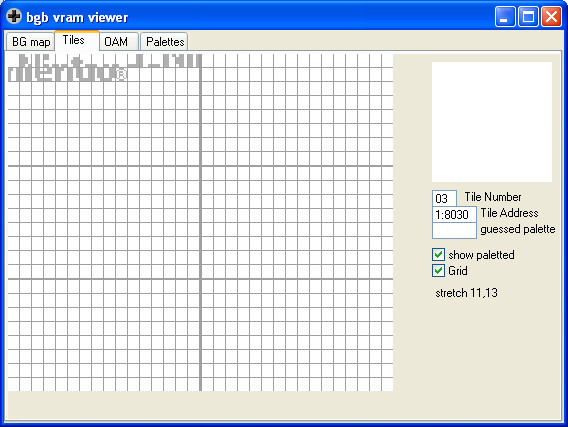 bgb vram viewer
BG map Tiles OAM Palettes
03 Tile Number
1:8030 Tile Address
guessed palette
show paletted
Grid
stretch 11,13
®